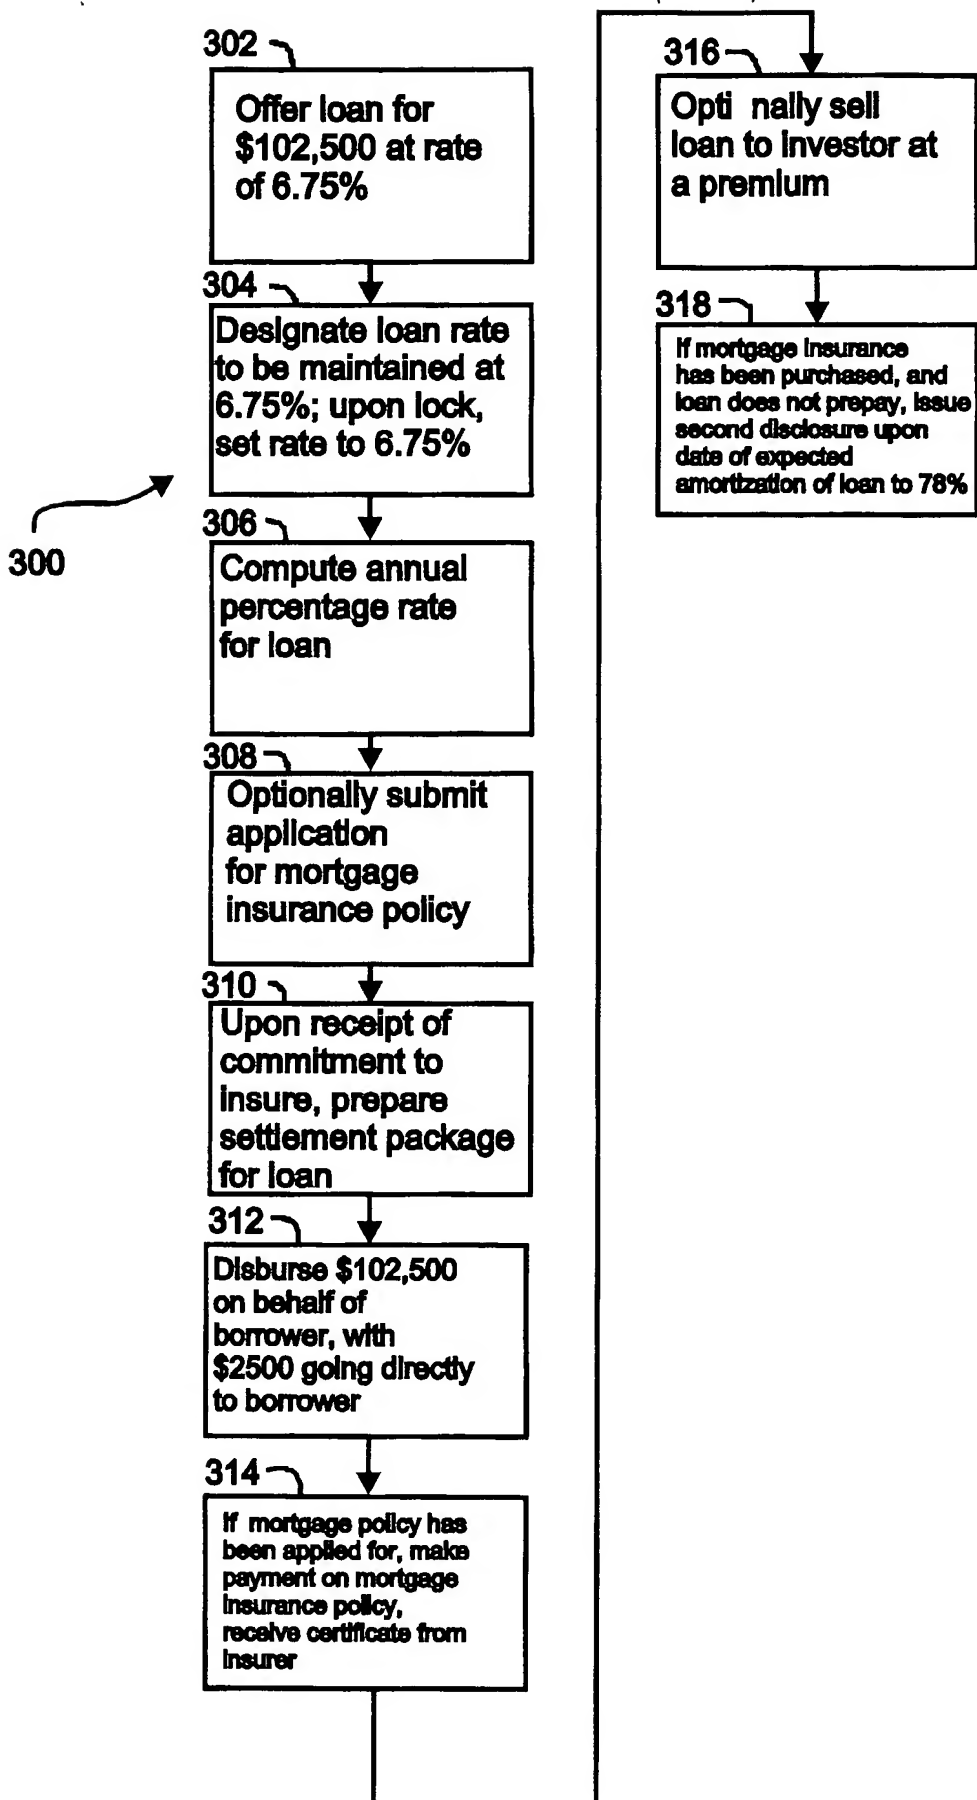 302
Offer loan for
$102,500 at rate
of 6.75%
304
Designate loan rate
to be maintained at
6.75%; upon lock,
set rate to 6.75%
300
306
Compute annual
percentage rate
for loan
308
Optionally submit
application
for mortgage
insurance policy
310
Upon receipt of
commitment to
insure, prepare
settlement package
for loan
312
Disburse $102,500
on behalf of
borrower, with
$2500 going directly
to borrower
314
If mortgage policy has
been applied for, make
payment on mortgage
insurance policy,
receive certificate from
insurer
316
Opti nally sell
loan to investor at
a premium
318
If mortgage insurance
has been purchased, and
loan does not prepay, issue
second disclosure upon
date of expected
amortization of loan to 78%